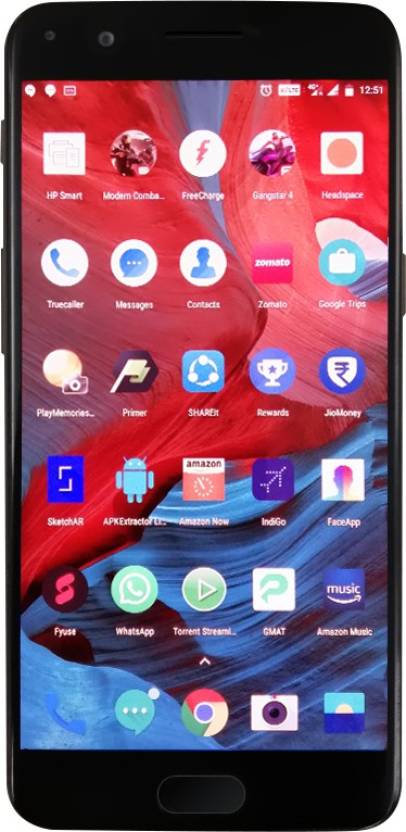 12:51
HP Smart
Modern Comba...
FreeCharge
Gangstar 4
Headspace
Truecaller
Messages
Contacts
zomato
Zomato
Google Trips
PlayMemories...
Primer
SHAREit
Rewards
JioMoney
amazon
SketchAR
APKExtractor Li...
Amazon Now
IndiGo
FaceApp
music
Fyuse
WhatsApp
Torrent Streami...
GMAT
Amazon Music